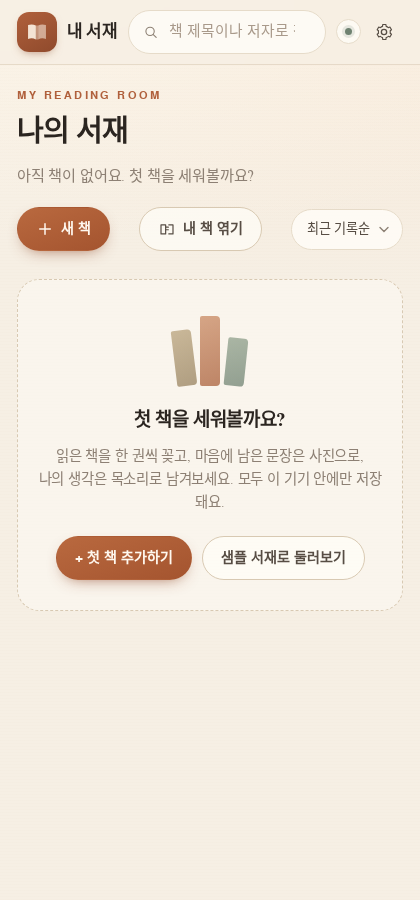 내 서재
책 제목이나 저자로
MY READING ROOM
나의 서재
아직 책이 없어요. 첫 책을 세워볼까요?
새 책
내 책 엮기
최근 기록순
첫 책을 세워볼까요?
읽은 책을 한 권씩 꽂고, 마음에 남은 문장은 사진으로,
나의 생각은 목소리로 남겨보세요. 모두 이 기기 안에만 저장
돼요.
+ 첫 책 추가하기
샘플 서재로 둘러보기